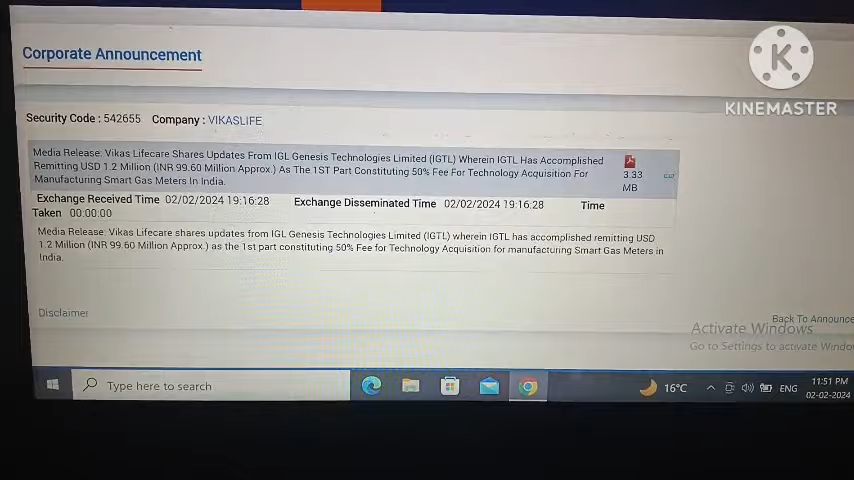 Corporate Announcement
KINEMASTER
Security Code : 542655 Company : VIKASLIFE
Media Release: Vikas Lifecare Shares Updates From IGL Genesis Technologies Limited (IGTL) Wherein IGTL Has Accomplished
Remitting USD 1.2 Million (INR 99.60 Million Approx.) As The 1ST Part Constituting 50% Fee For Technology Acquisition For
Manufacturing Smart Gas Meters In India.
3.33
MB
Exchange Received Time 02/02/2024 19:16:28 Exchange Disseminated Time 02/02/2024 19:16:28 Time
Taken 00:00:00
Media Release: Vikas Lifecare shares updates from IGL Genesis Technologies Limited (IGTL) wherein IGTL has accomplished remitting USD
1.2 Million (INR 99.60 Million Approx.) as the 1st part constituting 50% Fee for Technology Acquisition for manufacturing Smart Gas Meters in
India.
Disclaimer
Back To Announce
Activate Windows
Go to Settings to activate Windo
Type here to search
16°C
ENG
11:51 PM
02-02-2024